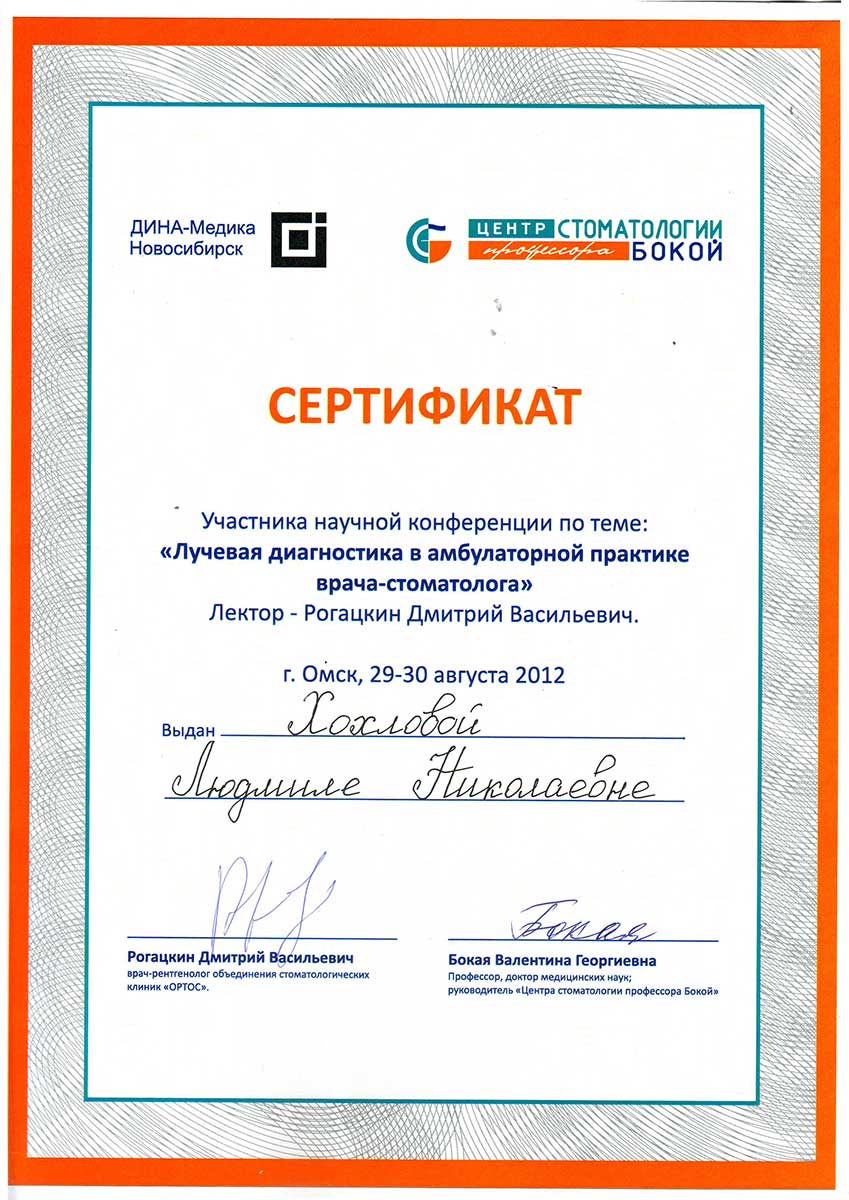 ДИНА-Медика
Новосибирск
ЦЕНТР СТОМАТОЛОГИИ
профессора БОКОЙ
СЕРТИФИКАТ
Участника научной конференции по теме:
«Лучевая диагностика в амбулаторной практике
врача-стоматолога»
Лектор - Рогацкин Дмитрий Васильевич.
г. Омск, 29-30 августа 2012
Выдан Хохловой
Людмиле Николаевне
Бокая
Рогацкин Дмитрий Васильевич
врач-рентгенолог объединения стоматологических
клиник «ОРТОС».
Бокая Валентина Георгиевна
Профессор, доктор медицинских наук;
руководитель «Центра стоматологии профессора Бокой»